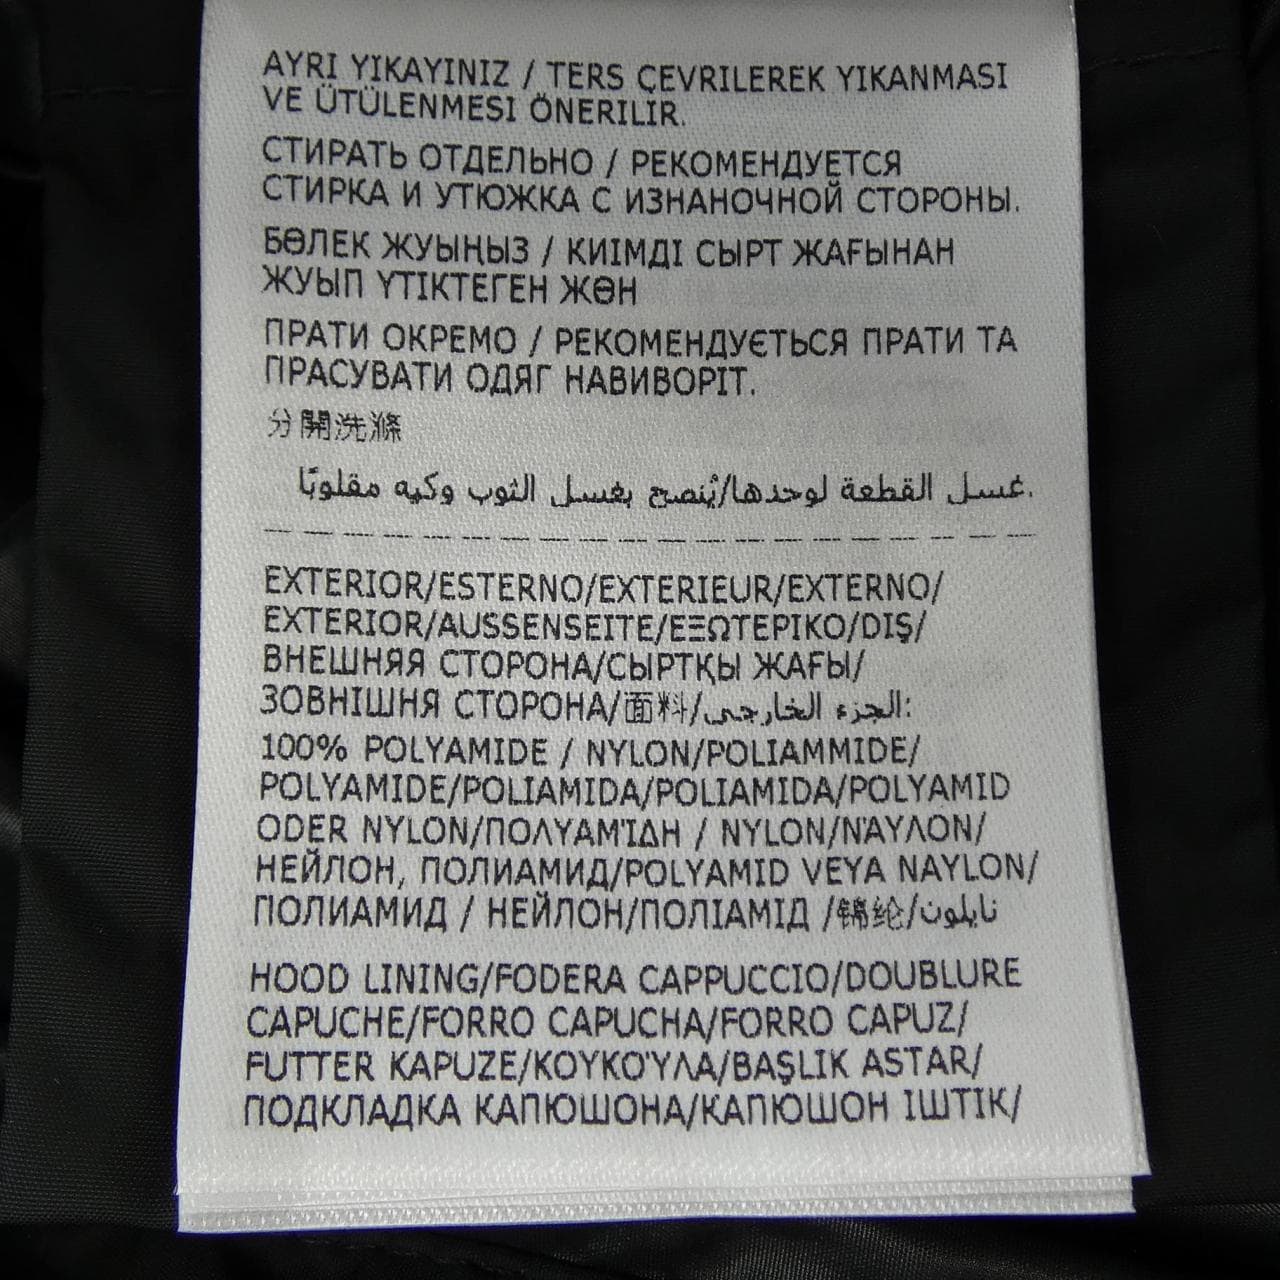 AYRI YIKAYINIZ / TERS ÇEVRILEREK YIKANMASI
VE ÜTÜLENMESI ÖNERILIR.
СТИРАТЬ ОТДЕЛЬНО / РЕКОМЕНДУЕТСЯ
СТИРКА И УТЮЖКА С ИЗНАНОЧНОЙ СТОРОНЫ.
БӨЛЕК ЖУЫҢЫЗ / КИІМДІ СЫРТ ЖАҒЫНАН
ЖУЫП ҮТІКТЕГЕН ЖӨН
ПРАТИ ОКРЕМО / РЕКОМЕНДУЄТЬСЯ ПРАТИ ТА
ПРАСУВАТИ ОДЯГ НАВИВОРІТ.
分開洗滌
غسل القطعة لوحدها/يُنصح بغسل الثوب وكيه مقلوبًا.
EXTERIOR/ESTERNO/EXTERIEUR/EXTERNO/
EXTERIOR/AUSSENSEITE/ΕΞΩΤΕΡΙΚΟ/DIŞ/
ВНЕШНЯЯ СТОРОНА/СЫРТҚЫ ЖАҒЫ/
ЗОВНІШНЯ СТОРОНА/面料/الجزء الخارجي:
100% POLYAMIDE / NYLON/POLIAMMIDE/
POLYAMIDE/POLIAMIDA/POLIAMIDA/POLYAMID
ODER NYLON/ΠΟΛΥΑΜΊΔΗ / NYLON/ΝΆΥΛΟΝ/
НЕЙЛОН, ПОЛИАМИД/POLYAMID VEYA NAYLON/
ПОЛИАМИД / НЕЙЛОН/ПОЛІАМІД /锦纶/نايلون
HOOD LINING/FODERA CAPPUCCIO/DOUBLURE
CAPUCHE/FORRO CAPUCHA/FORRO CAPUZ/
FUTTER KAPUZE/ΚΟΥΚΟΎΛΑ/BAŞLIK ASTAR/
ПОДКЛАДКА КАПЮШОНА/КАПЮШОН ІШТІК/